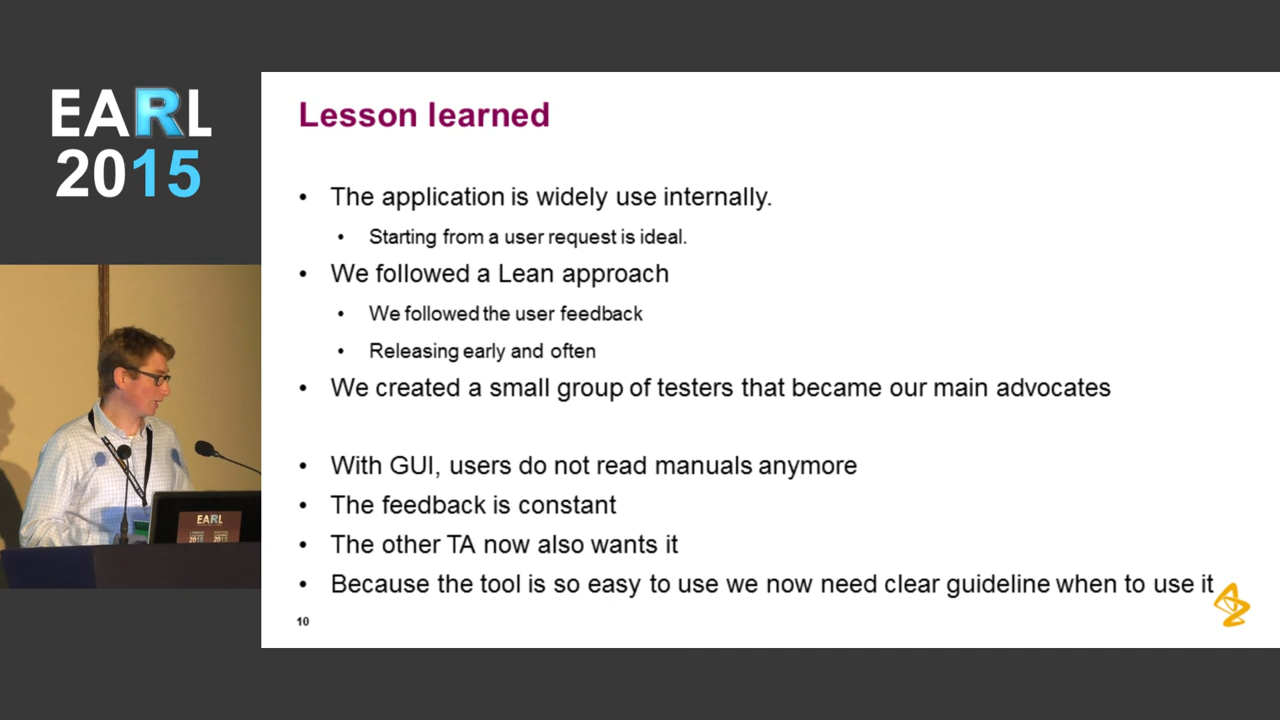 EARL
2015
Lesson learned
• The application is widely use internally.
• Starting from a user request is ideal.
• We followed a Lean approach
• We followed the user feedback
• Releasing early and often
• We created a small group of testers that became our main advocates
• With GUI, users do not read manuals anymore
• The feedback is constant
• The other TA now also wants it
• Because the tool is so easy to use we now need clear guideline when to use it
10
EARL
2015 2015